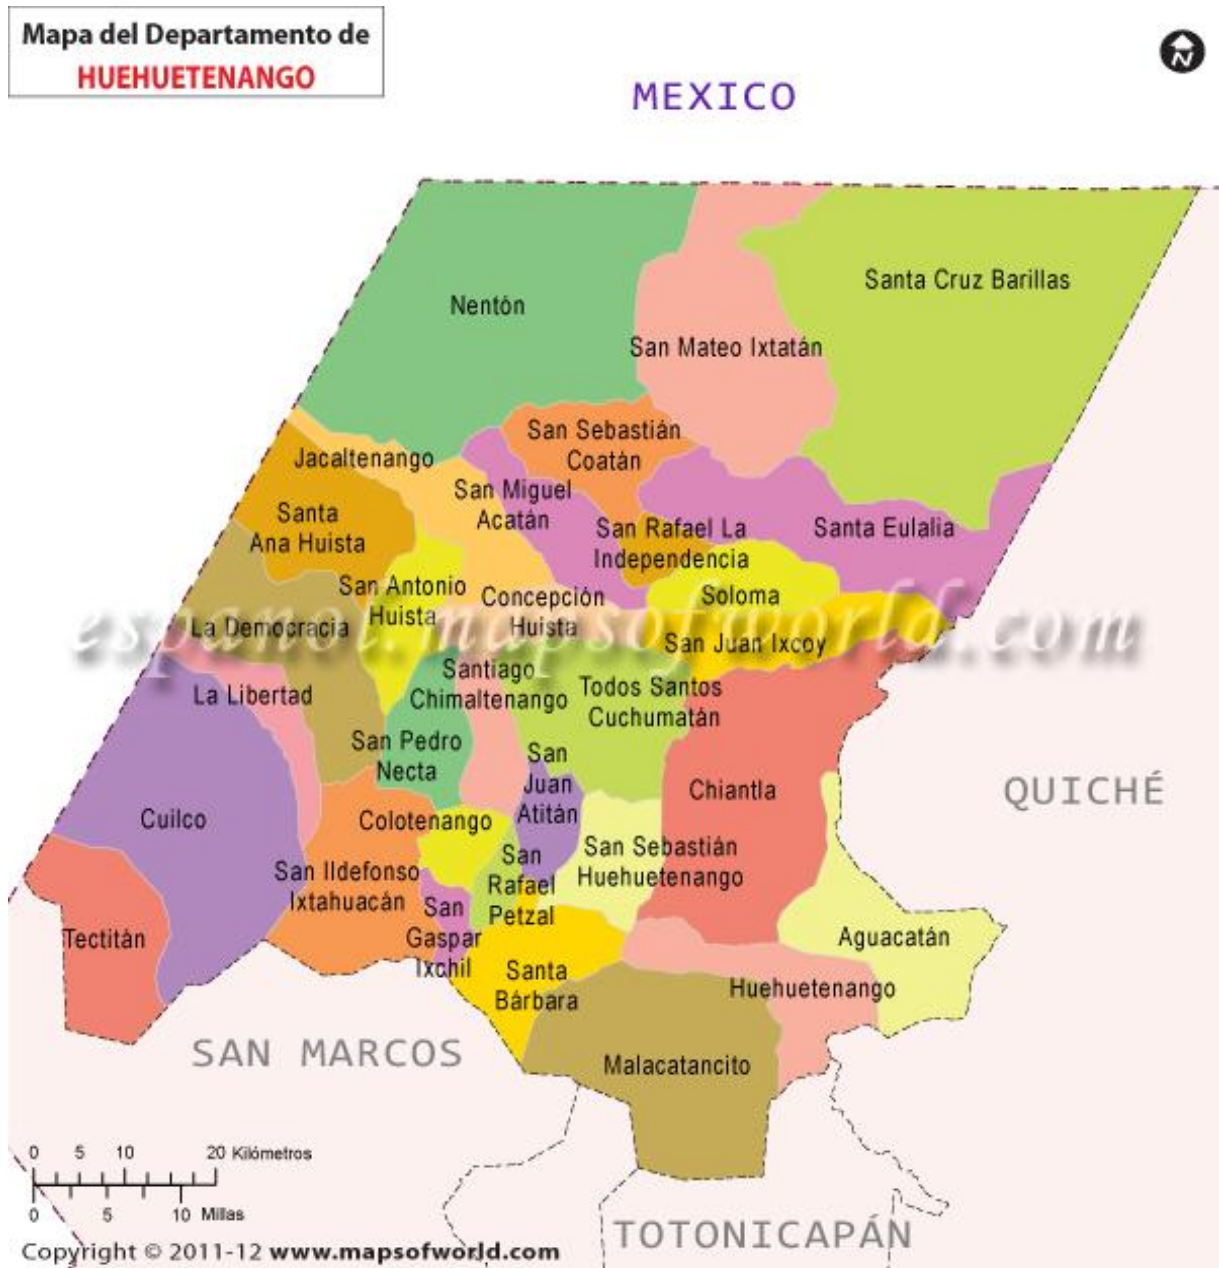 Mapa del Departamento de
HUEHUETENANGO
N
MEXICO
Santa Cruz Barillas
Nentón
San Mateo Ixtatán
San Sebastián
Coatán
Jacaltenango
San Miguel
Acatán
Santa
Ana Huista
San Rafael La
Independencia
Santa Eulalia
San Antonio
Huista
Concepción
Huista
Soloma
La Democracia
espanol.mapsofworld.com
San Juan Ixcoy
Santiago
Chimaltenango
La Libertad
Todos Santos
Cuchumatán
San Pedro
Necta
San
Juan
Atitán
Chiantla
QUICHÉ
Cuilco
Colotenango
San Sebastián
Huehuetenango
San
Rafael
Petzal
San Ildefonso
Ixtahuacán
San
Gaspar
Ixchil
Tectitán
Aguacatán
Santa
Bárbara
Huehuetenango
SAN MARCOS
Malacatancito
0 5 10 20 Kilómetros
0 5 10 Millas
TOTONICAPÁN
Copyright © 2011-12 www.mapsofworld.com